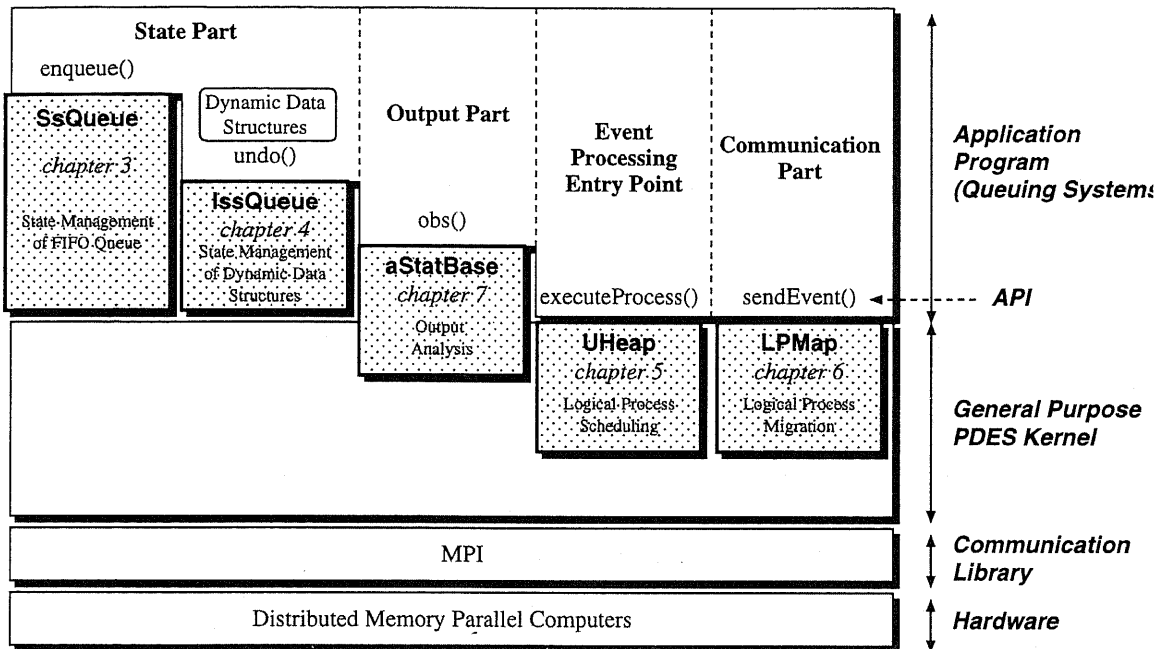 State Part
enqueue()
SsQueue
chapter 3
State Management
of FIFO Queue
Dynamic Data
Structures
undo()
IssQueue
chapter 4
State Management
of Dynamic Data
Structures
Output Part
obs()
aStatBase
chapter 7
Output
Analysis
Event
Processing
Entry Point
executeProcess()
UHeap
chapter 5
Logical Process
Scheduling
Communication
Part
sendEvent()
LPMap
chapter 6
Logical Process
Migration
Application
Program
(Queuing Systems
API
General Purpose
PDES Kernel
MPI
Communication
Library
Distributed Memory Parallel Computers
Hardware